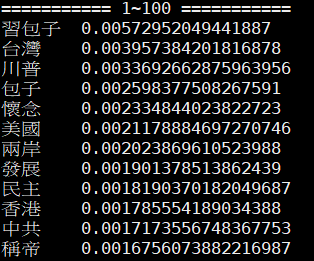 =========== 1~100 ===========
習包子 0.00572952049441887
台灣 0.003957384201816878
川普 0.0033692662875963956
包子 0.002598377508267591
懷念 0.002334844023822723
美國 0.0021178884697270746
兩岸 0.002023869610523988
發展 0.001901378513862439
民主 0.0018190370182049687
香港 0.001785554189034388
中共 0.0017173556748367753
稱帝 0.0016756073882216987